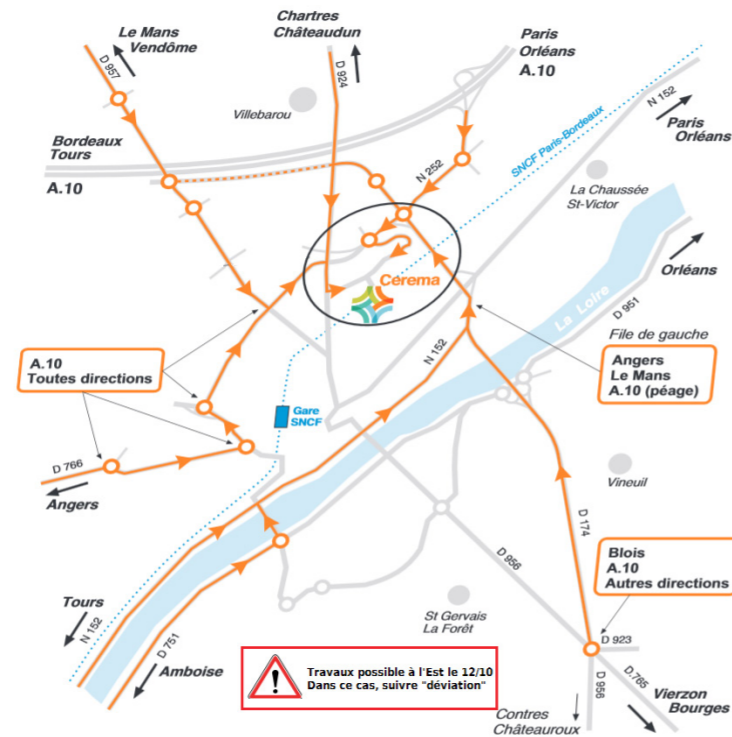 Le Mans
Vendôme
D 957
Chartres
Châteaudun
D 924
Paris
Orléans
A.10
Villebarou
N 152
Paris
Orléans
SNCF Paris-Bordeaux
Bordeaux
Tours
A.10
N 252
La Chaussée
St-Victor
Cerema
Orléans
La Loire
D 951
File de gauche
Angers
Le Mans
A.10 (péage)
N 152
A.10
Toutes directions
Gare
SNCF
D 766
Angers
Vineuil
D 174
D 956
Blois
A.10
Autres directions
Tours
N 152
D 751
Amboise
St Gervais
La Forêt
D 923
D 956
D.765
Vierzon
Bourges
Contres
Châteauroux
Travaux possible à l'Est le 12/10
Dans ce cas, suivre "déviation"